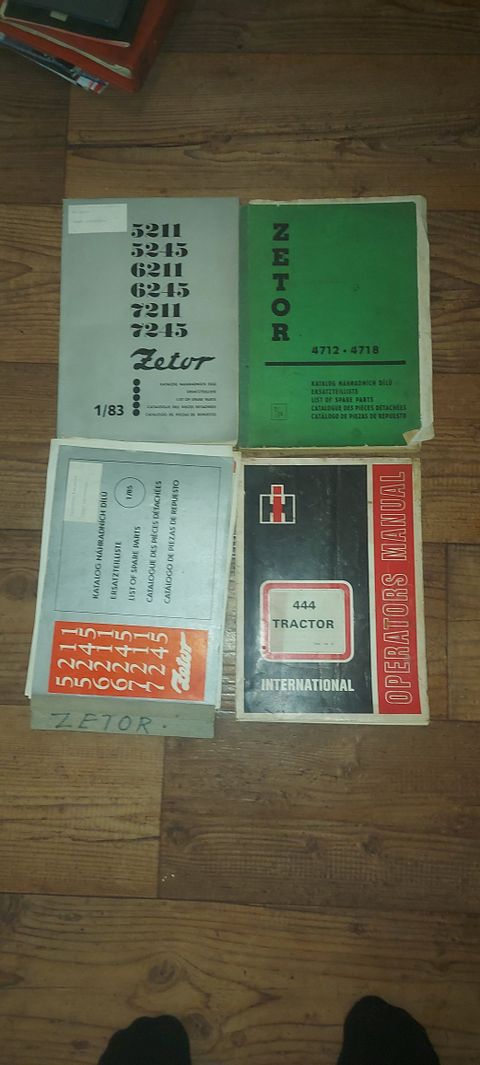 5211
5245
6211
6245
7211
7245
Zetor
KATALOG NÁHRADNÍCH DÍLŮ
ERSATZTEILLISTE
LIST OF SPARE PARTS
CATALOGUE DES PIÈCES DÉTACHÉES
CATÁLOGO DE PIEZAS DE REPUESTO
1/83
ZETOR
4712 • 4718
KATALOG NÁHRADNÍCH DÍLŮ
ERSATZTEILLISTE
LIST OF SPARE PARTS
CATALOGUE DES PIÈCES DÉTACHÉES
CATÁLOGO DE PIEZAS DE REPUESTO
KATALOG NÁHRADNÍCH DÍLŮ
ERSATZTEILLISTE
LIST OF SPARE PARTS
CATALOGUE DES PIÈCES DÉTACHÉES
CATALOGO DE PIEZAS DE REPUESTO
1/85
5211
5245
6211
6245
7211
7245
Zetor
ZETOR.
444
TRACTOR
INTERNATIONAL
OPERATORS MANUAL